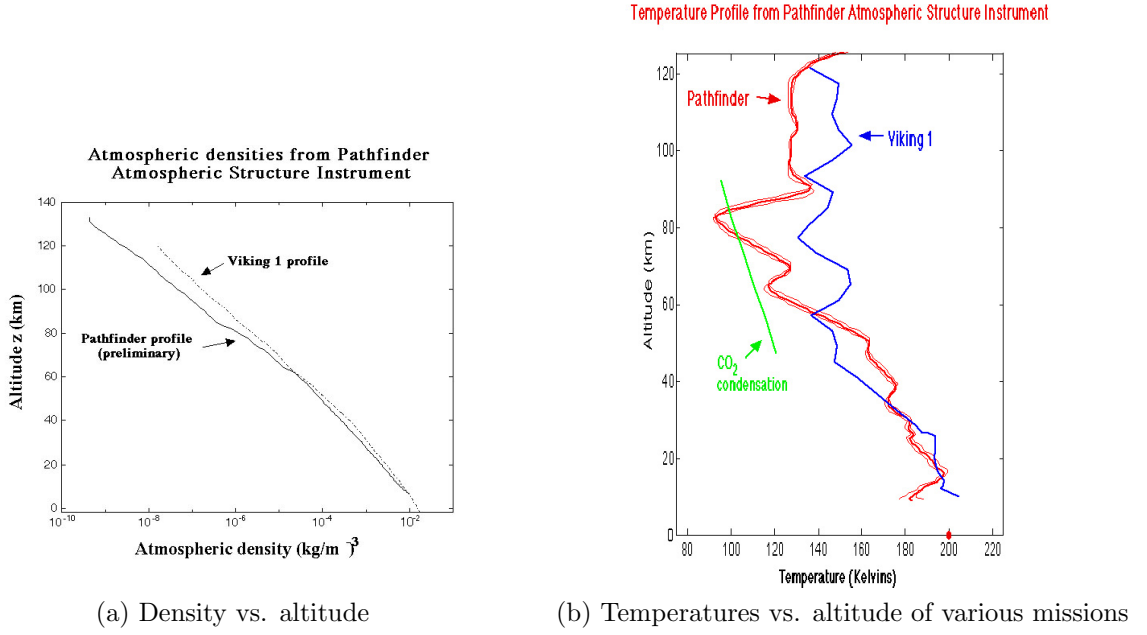 Atmospheric densities from Pathfinder
Atmospheric Structure Instrument
140
120
100
80
60
40
20
0
Altitude z (km)
Viking 1 profile
Pathfinder profile
(preliminary)
10^-10
10^-8
10^-6
10^-4
10^-2
Atmospheric density (kg/m ⁻)³
(a) Density vs. altitude
Temperature Profile from Pathfinder Atmospheric Structure Instrument
120
100
80
60
40
20
0
Altitude (km)
Pathfinder
Viking 1
CO₂
condensation
80 100 120 140 160 180 200 220
Temperature (Kelvins)
(b) Temperatures vs. altitude of various missions